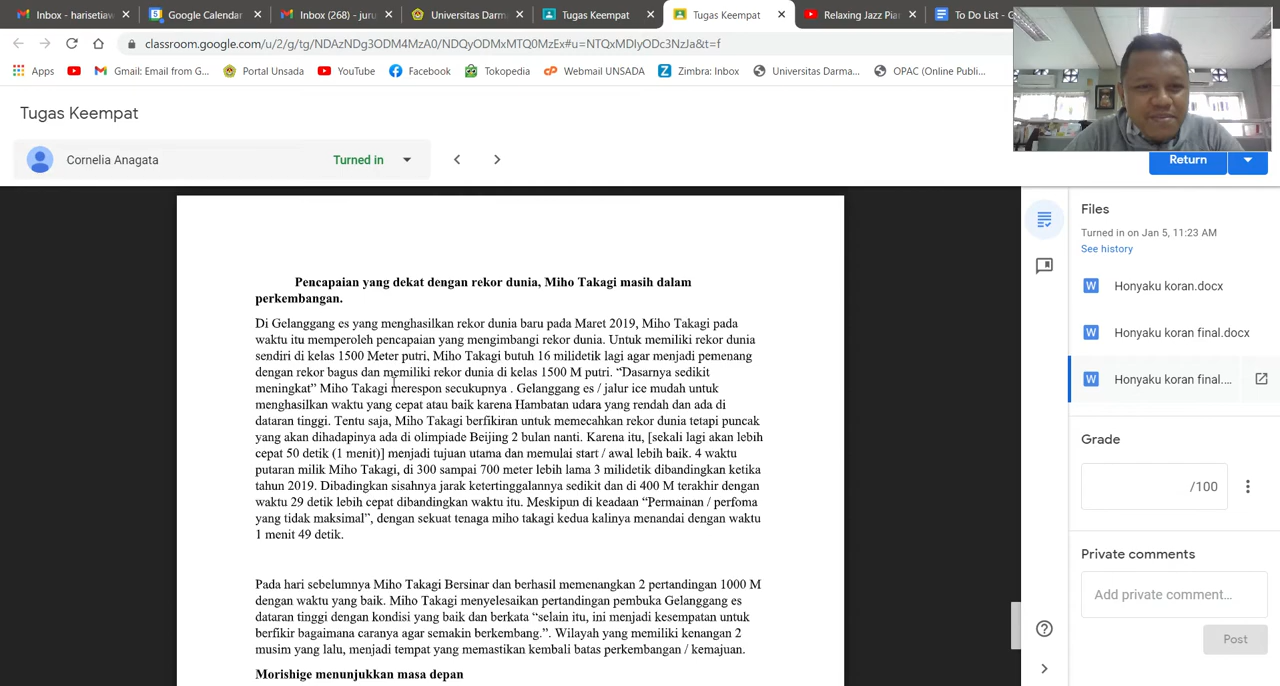 Inbox - harisetiaw
Google Calendar
Inbox (268) - juru
Universitas Darm
Tugas Keempat
Tugas Keempat
Relaxing Jazz Pia
To Do List - G
classroom.google.com/u/2/g/tg/NDAzNDg3ODM4MzA0/NDQyODMxMTQ0MzEx#u=NTQxMDIyODc3NzJa&t=f
Apps
Gmail: Email from G...
Portal Unsada
YouTube
Facebook
Tokopedia
Webmail UNSADA
Zimbra: Inbox
Universitas Darma...
OPAC (Online Publi...
Tugas Keempat
Cornelia Anagata
Turned in
Return
Pencapaian yang dekat dengan rekor dunia, Miho Takagi masih dalam
perkembangan.
Di Gelanggang es yang menghasilkan rekor dunia baru pada Maret 2019, Miho Takagi pada
waktu itu memperoleh pencapaian yang mengimbangi rekor dunia. Untuk memiliki rekor dunia
sendiri di kelas 1500 Meter putri, Miho Takagi butuh 16 milidetik lagi agar menjadi pemenang
dengan rekor bagus dan memiliki rekor dunia di kelas 1500 M putri. “Dasarnya sedikit
meningkat” Miho Takagi merespon secukupnya . Gelanggang es / jalur ice mudah untuk
menghasilkan waktu yang cepat atau baik karena Hambatan udara yang rendah dan ada di
dataran tinggi. Tentu saja, Miho Takagi berfikiran untuk memecahkan rekor dunia tetapi puncak
yang akan dihadapinya ada di olimpiade Beijing 2 bulan nanti. Karena itu, [sekali lagi akan lebih
cepat 50 detik (1 menit)] menjadi tujuan utama dan memulai start / awal lebih baik. 4 waktu
putaran milik Miho Takagi, di 300 sampai 700 meter lebih lama 3 milidetik dibandingkan ketika
tahun 2019. Dibadingkan sisahnya jarak ketertinggalannya sedikit dan di 400 M terakhir dengan
waktu 29 detik lebih cepat dibandingkan waktu itu. Meskipun di keadaan “Permainan / perfoma
yang tidak maksimal”, dengan sekuat tenaga miho takagi kedua kalinya menandai dengan waktu
1 menit 49 detik.
Pada hari sebelumnya Miho Takagi Bersinar dan berhasil memenangkan 2 pertandingan 1000 M
dengan waktu yang baik. Miho Takagi menyelesaikan pertandingan pembuka Gelanggang es
dataran tinggi dengan kondisi yang baik dan berkata “selain itu, ini menjadi kesempatan untuk
berfikir bagaimana caranya agar semakin berkembang.”. Wilayah yang memiliki kenangan 2
musim yang lalu, menjadi tempat yang memastikan kembali batas perkembangan / kemajuan.
Morishige menunjukkan masa depan
Files
Turned in on Jan 5, 11:23 AM
See history
Honyaku koran.docx
Honyaku koran final.docx
Honyaku koran final....
Grade
/100
Private comments
Add private comment...
Post